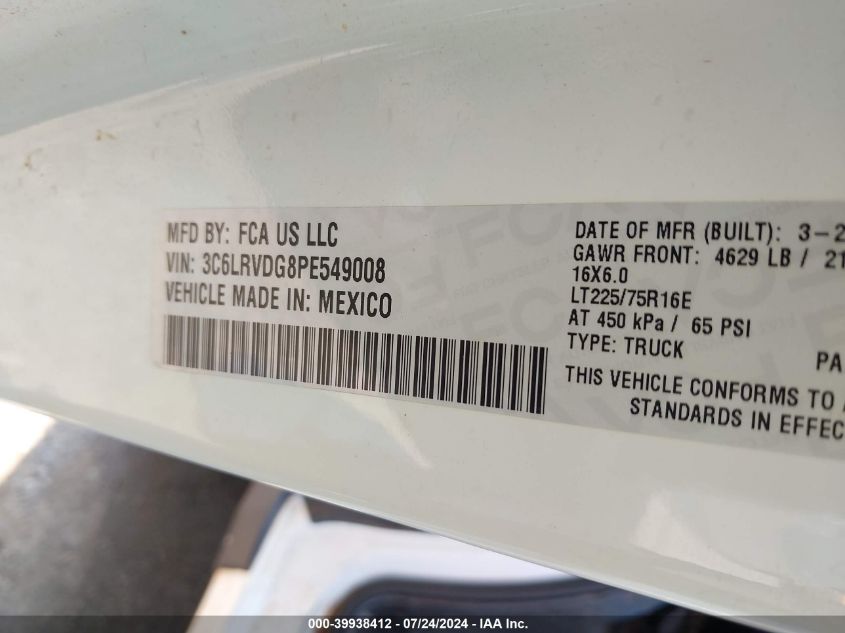 MFD BY: FCA US LLC
VIN: 3C6LRVDG8PE549008
VEHICLE MADE IN: MEXICO
DATE OF MFR (BUILT): 3-2
GAWR FRONT: 4629 LB / 21
16X6.0
LT225/75R16E
AT 450 kPa / 65 PSI
TYPE: TRUCK
PA
THIS VEHICLE CONFORMS TO A
STANDARDS IN EFFEC
000-39938412 - 07/24/2024 - IAA Inc.